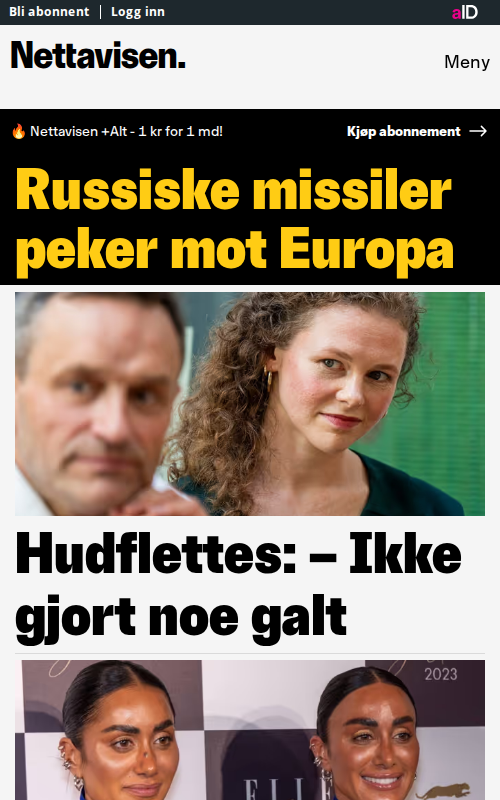 Bli abonnent | Logg inn
aID
Nettavisen.
Meny
🔥 Nettavisen +Alt - 1 kr for 1 md!
Kjøp abonnement →
Russiske missiler
peker mot Europa
Hudflettes: – Ikke
gjort noe galt
2023
ELLE